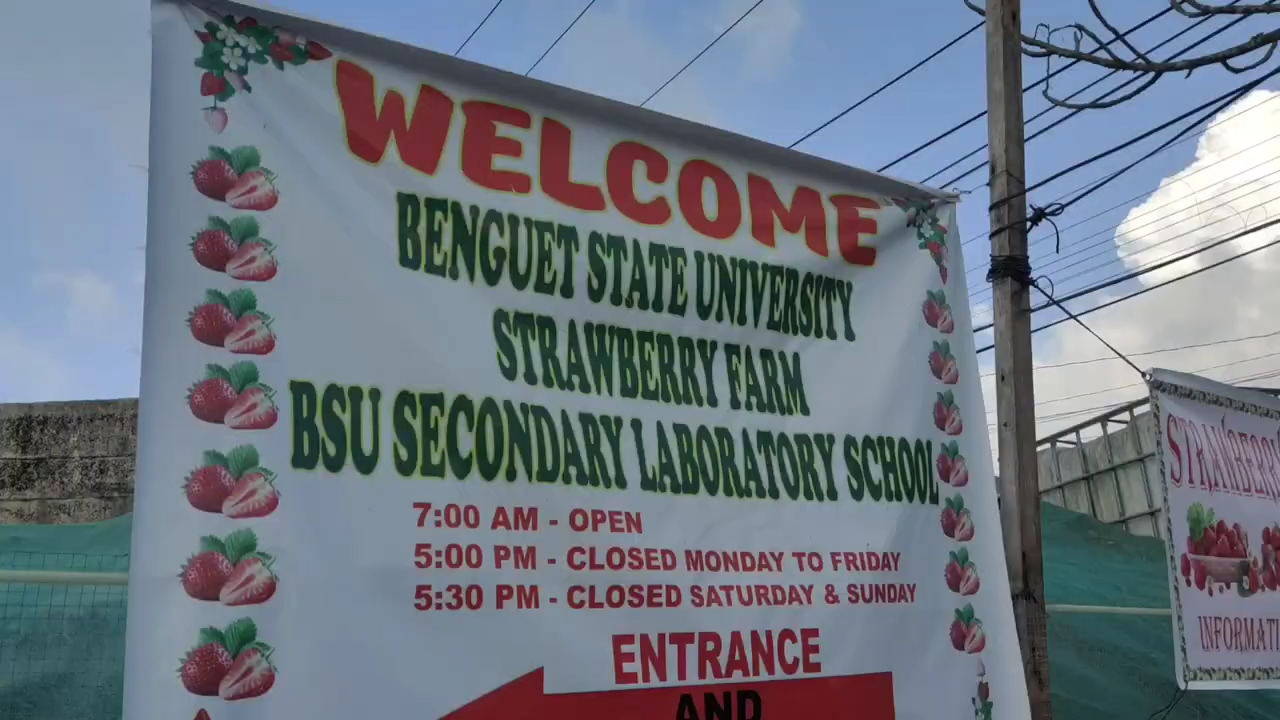 WELCOME
BENGUET STATE UNIVERSITY
STRAWBERRY FARM
BSU SECONDARY LABORATORY SCHOOL
7:00 AM - OPEN
5:00 PM - CLOSED MONDAY TO FRIDAY
5:30 PM - CLOSED SATURDAY & SUNDAY
ENTRANCE
AND